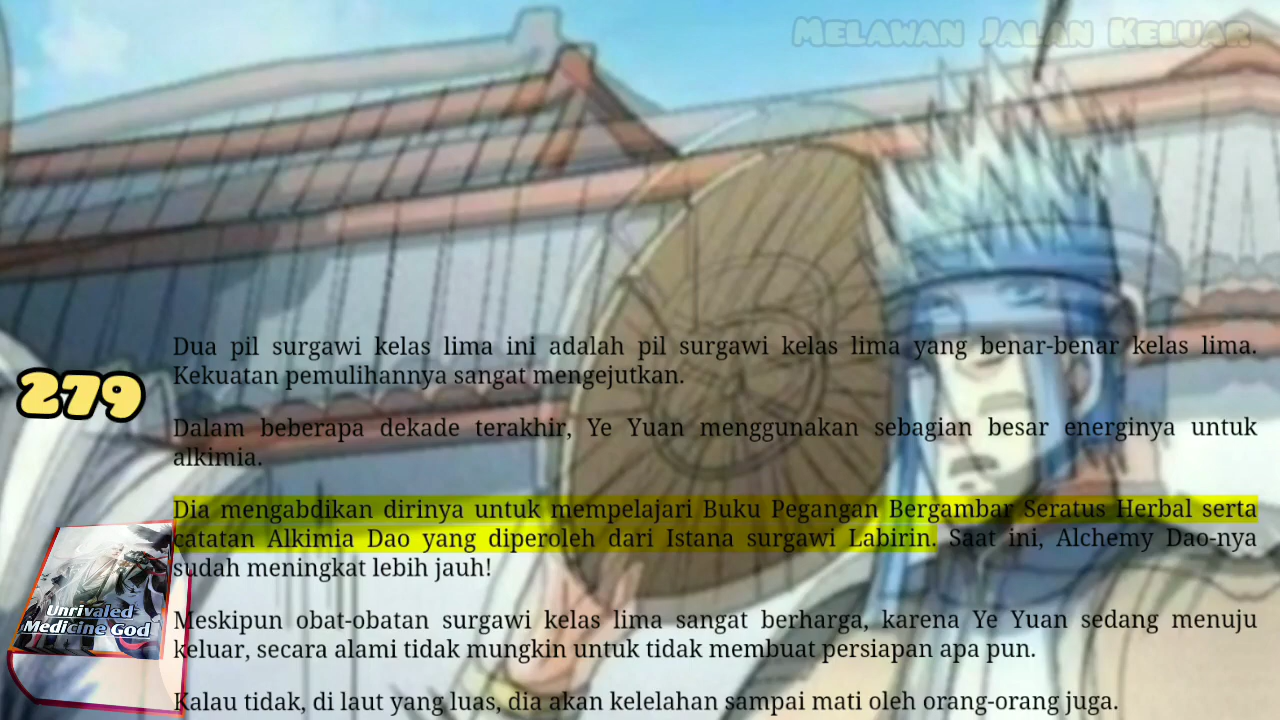 Melawan Jalan Keluar
Dua pil surgawi kelas lima ini adalah pil surgawi kelas lima yang benar-benar kelas lima.
Kekuatan pemulihannya sangat mengejutkan.
279
Dalam beberapa dekade terakhir, Ye Yuan menggunakan sebagian besar energinya untuk
alkimia.
Dia mengabdikan dirinya untuk mempelajari Buku Pegangan Bergambar Seratus Herbal serta
catatan Alkimia Dao yang diperoleh dari Istana surgawi Labirin. Saat ini, Alchemy Dao-nya
sudah meningkat lebih jauh!
Unrivaled
Medicine God
Meskipun obat-obatan surgawi kelas lima sangat berharga, karena Ye Yuan sedang menuju
keluar, secara alami tidak mungkin untuk tidak membuat persiapan apa pun.
Kalau tidak, di laut yang luas, dia akan kelelahan sampai mati oleh orang-orang juga.